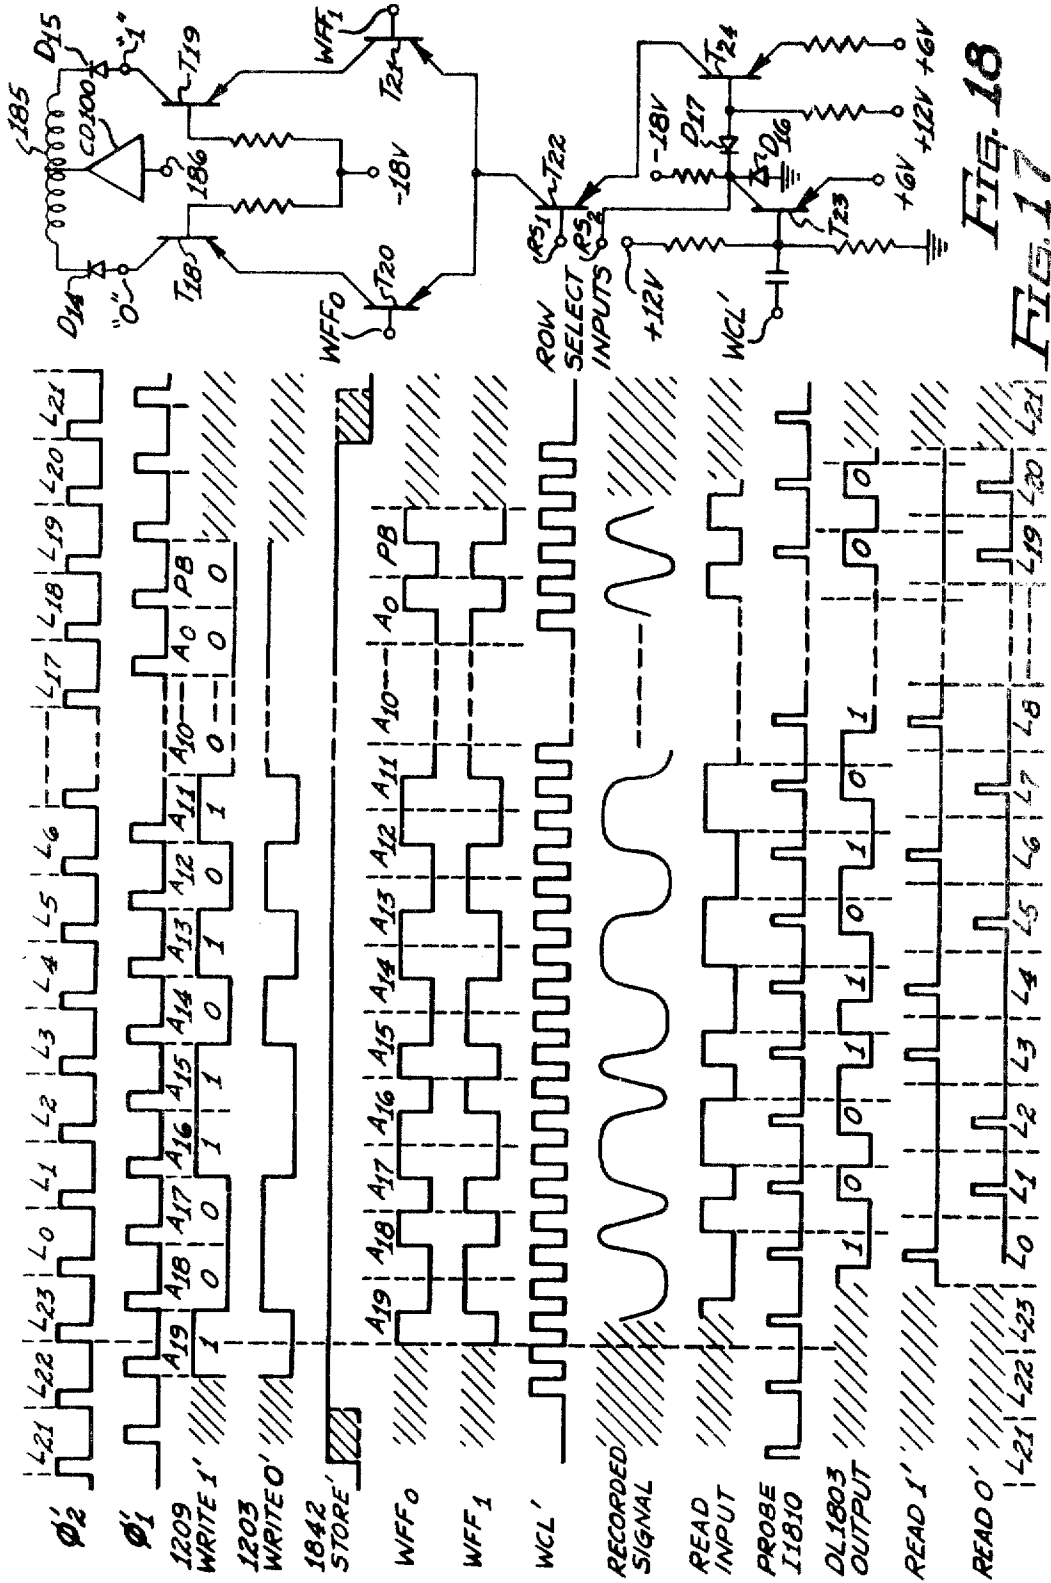 Ø'2
L21 L22 L23 L0 L1 L2 L3 L4 L5 L6 L17 L18 L19 L20 L21
Ø'1
1209
WRITE 1'
A19 A18 A17 A16 A15 A14 A13 A12 A11 A10 A0 PB
1 0 0 1 1 0 1 0 1 0 0 0
1203
WRITE 0'
1842
STORE'
WFF0
A19 A18 A17 A16 A15 A14 A13 A12 A11 A10 A0 PB
WFF1
WCL'
RECORDED
SIGNAL
READ
INPUT
PROBE
I1810
DL1803
OUTPUT
1 0 0 1 1 0 1 0 1 0 0
READ 1'
READ 0'
L21 L22 L23 L0 L1 L2 L3 L4 L5 L6 L7 L8 L19 L20 L21
FIG. 17
185
D14
D15
CD100
"0"
"1"
186
T18
T19
-18V
WFF0
WFF1
T20
T21
T22
RS1
RS2
ROW
SELECT
INPUTS
T24
-18V
D17
D16
+12V
WCL'
T23
+6V
+12V
+6V
FIG. 18